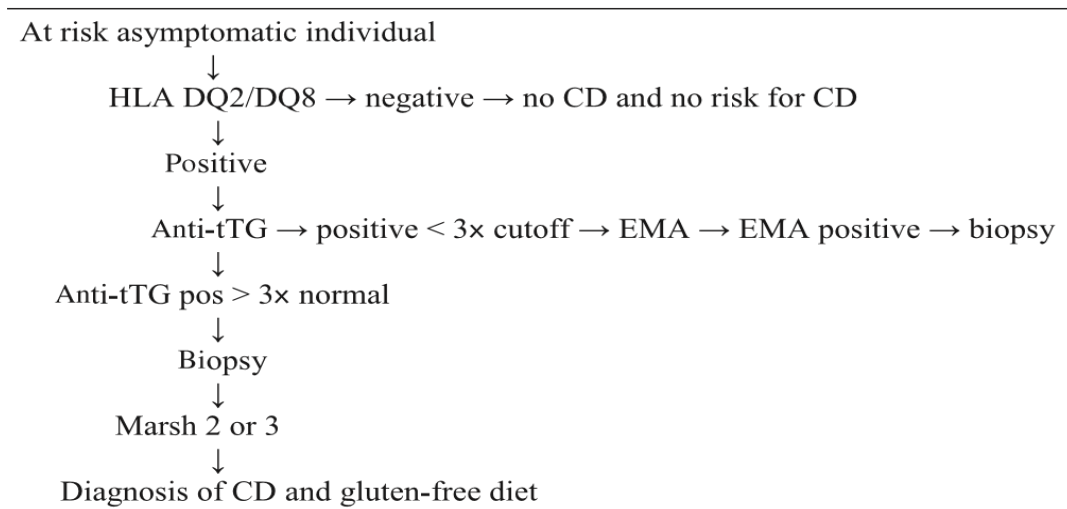 At risk asymptomatic individual
↓
HLA DQ2/DQ8 → negative → no CD and no risk for CD
↓
Positive
↓
Anti-tTG → positive < 3× cutoff → EMA → EMA positive → biopsy
↓
Anti-tTG pos > 3× normal
↓
Biopsy
↓
Marsh 2 or 3
↓
Diagnosis of CD and gluten-free diet